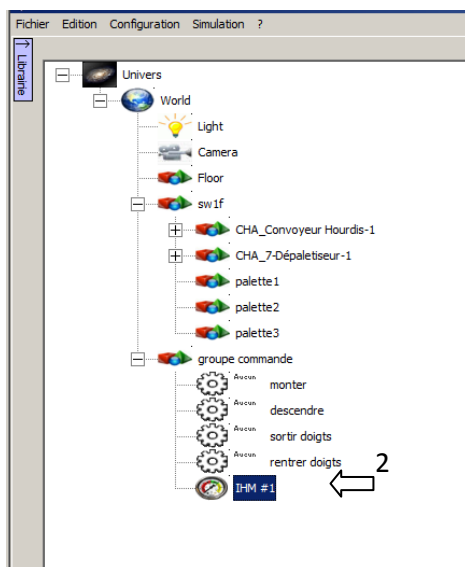 Fichier Edition Configuration Simulation ?
Librairie
Univers
World
Light
Camera
Floor
sw1f
CHA_Convoyeur Hourdis-1
CHA_7-Dépaletiseur-1
palette1
palette2
palette3
groupe commande
Aucun monter
Aucun descendre
Aucun sortir doigts
Aucun rentrer doigts
2
IHM #1